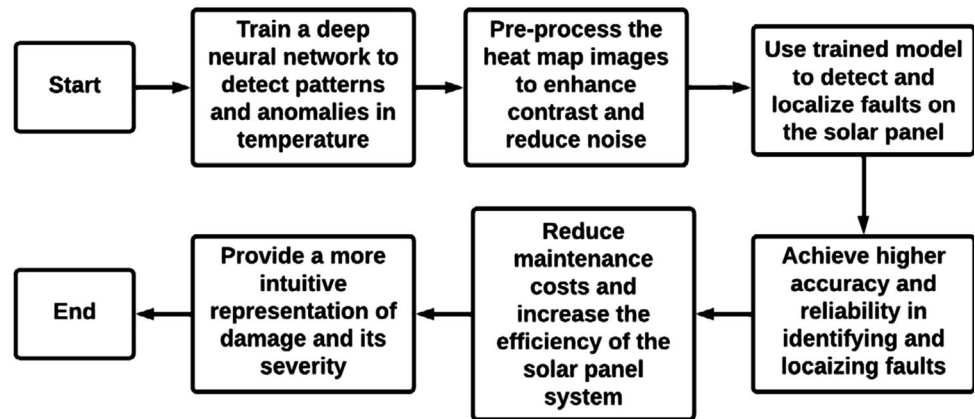 Start
Train a deep
neural network to
detect patterns
and anomalies in
temperature
Pre-process the
heat map images
to enhance
contrast and
reduce noise
Use trained model
to detect and
localize faults on
the solar panel
Achieve higher
accuracy and
reliability in
identifying and
locaizing faults
Reduce
maintenance
costs and
increase the
efficiency of the
solar panel
system
Provide a more
intuitive
representation of
damage and its
severity
End